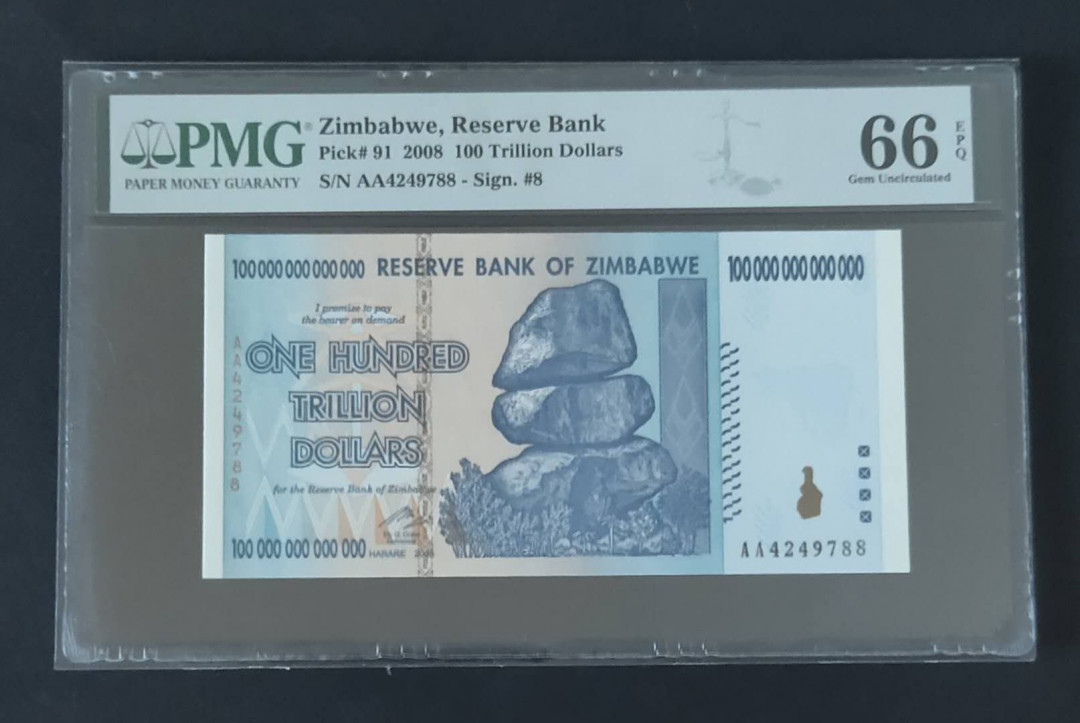 PMG
PAPER MONEY GUARANTY
Zimbabwe, Reserve Bank
Pick# 91 2008 100 Trillion Dollars
S/N AA4249788 - Sign. #8
66
EPQ
Gem Uncirculated
100 000 000 000 000 RESERVE BANK OF ZIMBABWE 100 000 000 000 000
I promise to pay
the bearer on demand
ONE HUNDRED
TRILLION
DOLLARS
AA4249788
for the Reserve Bank of Zimbabwe
100 000 000 000 000 HARARE
AA4249788